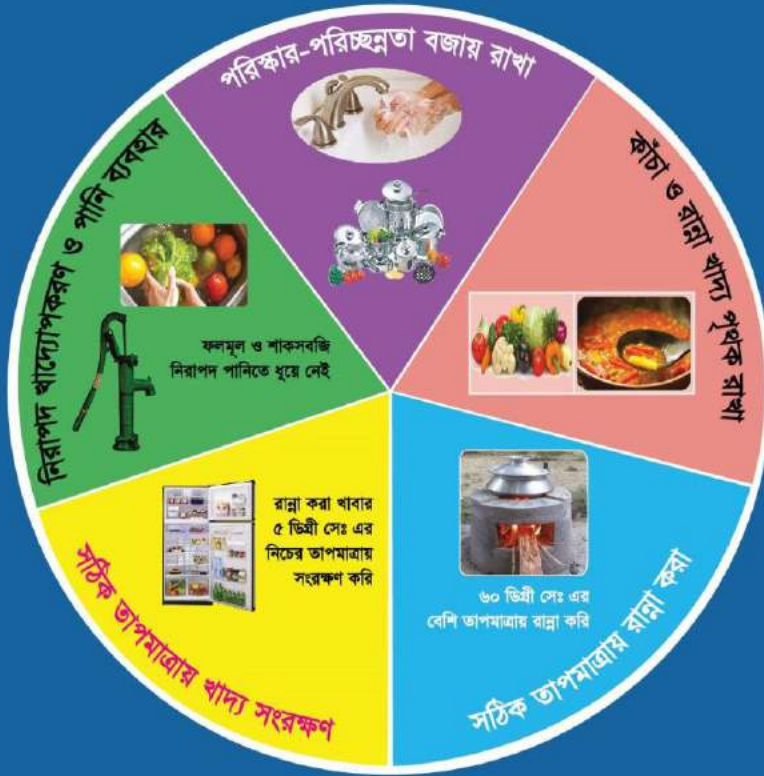 পরিস্কার-পরিচ্ছন্নতা বজায় রাখা
কাঁচা ও রান্না খাদ্য পৃথক রাখা
৬০ ডিগ্রী সেঃ এর
বেশি তাপমাত্রায় রান্না করি
সঠিক তাপমাত্রায় রান্না করা
রান্না করা খাবার
৫ ডিগ্রী সেঃ এর
নিচের তাপমাত্রায়
সংরক্ষণ করি
সঠিক তাপমাত্রায় খাদ্য সংরক্ষণ
নিরাপদ খাদ্যোপকরণ ও পানি ব্যবহার
ফলমূল ও শাকসবজি
নিরাপদ পানিতে ধুয়ে নেই